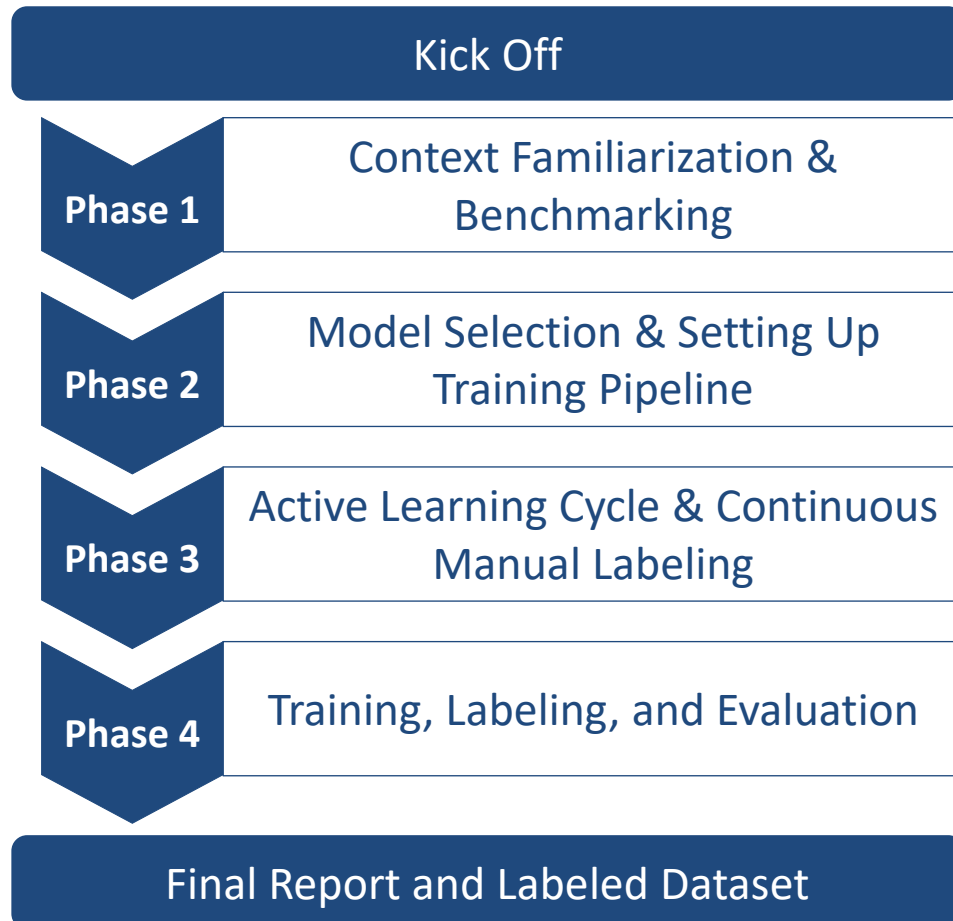 Kick Off
Phase 1
Context Familiarization &
Benchmarking
Phase 2
Model Selection & Setting Up
Training Pipeline
Phase 3
Active Learning Cycle & Continuous
Manual Labeling
Phase 4
Training, Labeling, and Evaluation
Final Report and Labeled Dataset